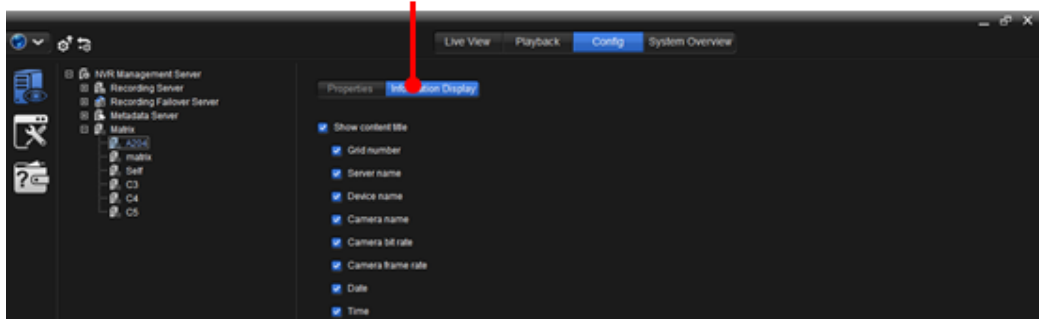 Live View Playback Config System Overview
NVR Management Server
Recording Server
Recording Failover Server
Metadata Server
Matrix
A204
matrix
Self
C3
C4
C5
Properties Information Display
Show content title
Grid number
Server name
Device name
Camera name
Camera bit rate
Camera frame rate
Date
Time